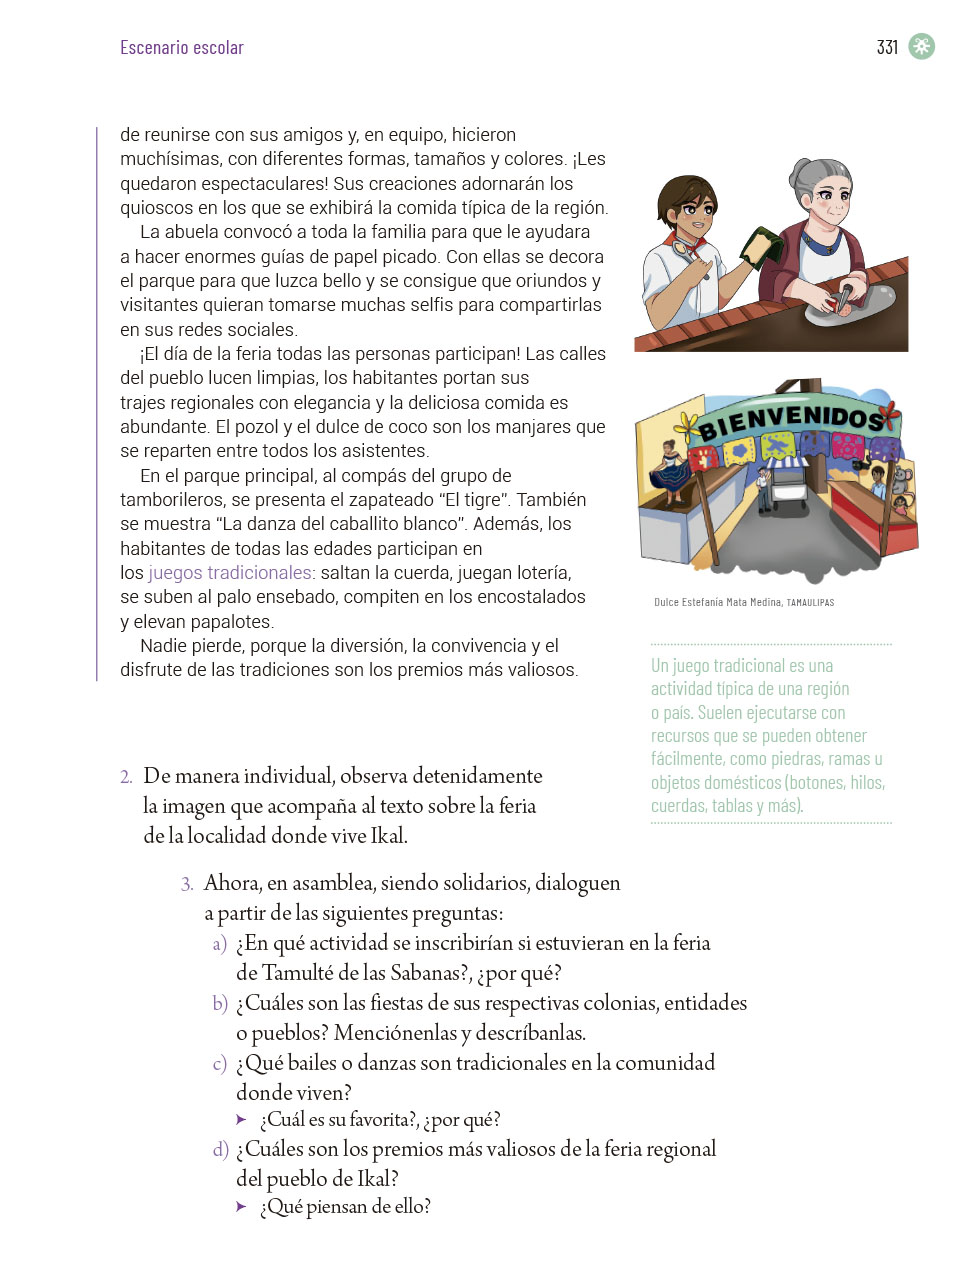 Escenario escolar
331
de reunirse con sus amigos y, en equipo, hicieron
muchísimas, con diferentes formas, tamaños y colores. ¡Les
quedaron espectaculares! Sus creaciones adornarán los
quioscos en los que se exhibirá la comida típica de la región.
La abuela convocó a toda la familia para que le ayudara
a hacer enormes guías de papel picado. Con ellas se decora
el parque para que luzca bello y se consigue que oriundos y
visitantes quieran tomarse muchas selfis para compartirlas
en sus redes sociales.
¡El día de la feria todas las personas participan! Las calles
del pueblo lucen limpias, los habitantes portan sus
trajes regionales con elegancia y la deliciosa comida es
abundante. El pozol y el dulce de coco son los manjares que
se reparten entre todos los asistentes.
En el parque principal, al compás del grupo de
tamborileros, se presenta el zapateado “El tigre”. También
se muestra “La danza del caballito blanco”. Además, los
habitantes de todas las edades participan en
los juegos tradicionales: saltan la cuerda, juegan lotería,
se suben al palo ensebado, compiten en los encostalados
y elevan papalotes.
Nadie pierde, porque la diversión, la convivencia y el
disfrute de las tradiciones son los premios más valiosos.
BIENVENIDOS
Dulce Estefanía Mata Medina, TAMAULIPAS
Un juego tradicional es una
actividad típica de una región
o país. Suelen ejecutarse con
recursos que se pueden obtener
fácilmente, como piedras, ramas u
objetos domésticos (botones, hilos,
cuerdas, tablas y más).
2. De manera individual, observa detenidamente
la imagen que acompaña al texto sobre la feria
de la localidad donde vive Ikal.
3. Ahora, en asamblea, siendo solidarios, dialoguen
a partir de las siguientes preguntas:
a) ¿En qué actividad se inscribirían si estuvieran en la feria
de Tamulté de las Sabanas?, ¿por qué?
b) ¿Cuáles son las fiestas de sus respectivas colonias, entidades
o pueblos? Menciónenlas y descríbanlas.
c) ¿Qué bailes o danzas son tradicionales en la comunidad
donde viven?
➤ ¿Cuál es su favorita?, ¿por qué?
d) ¿Cuáles son los premios más valiosos de la feria regional
del pueblo de Ikal?
➤ ¿Qué piensan de ello?